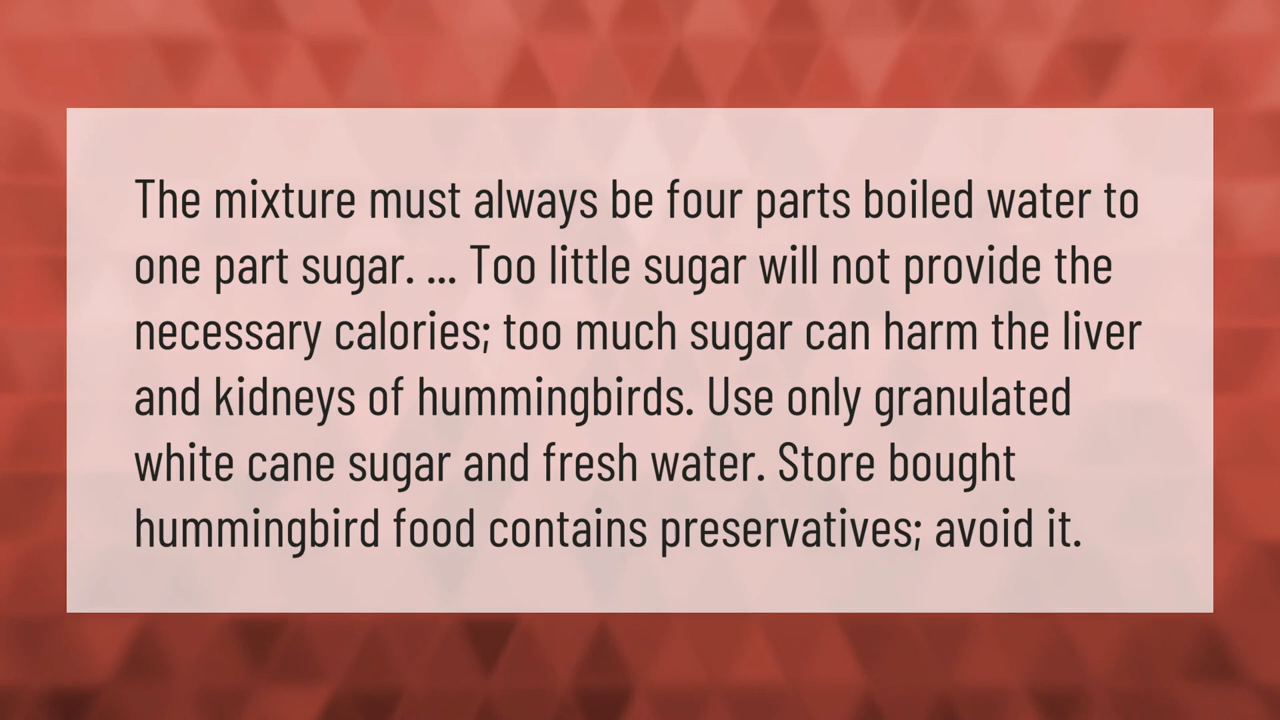 The mixture must always be four parts boiled water to
one part sugar. ... Too little sugar will not provide the
necessary calories; too much sugar can harm the liver
and kidneys of hummingbirds. Use only granulated
white cane sugar and fresh water. Store bought
hummingbird food contains preservatives; avoid it.